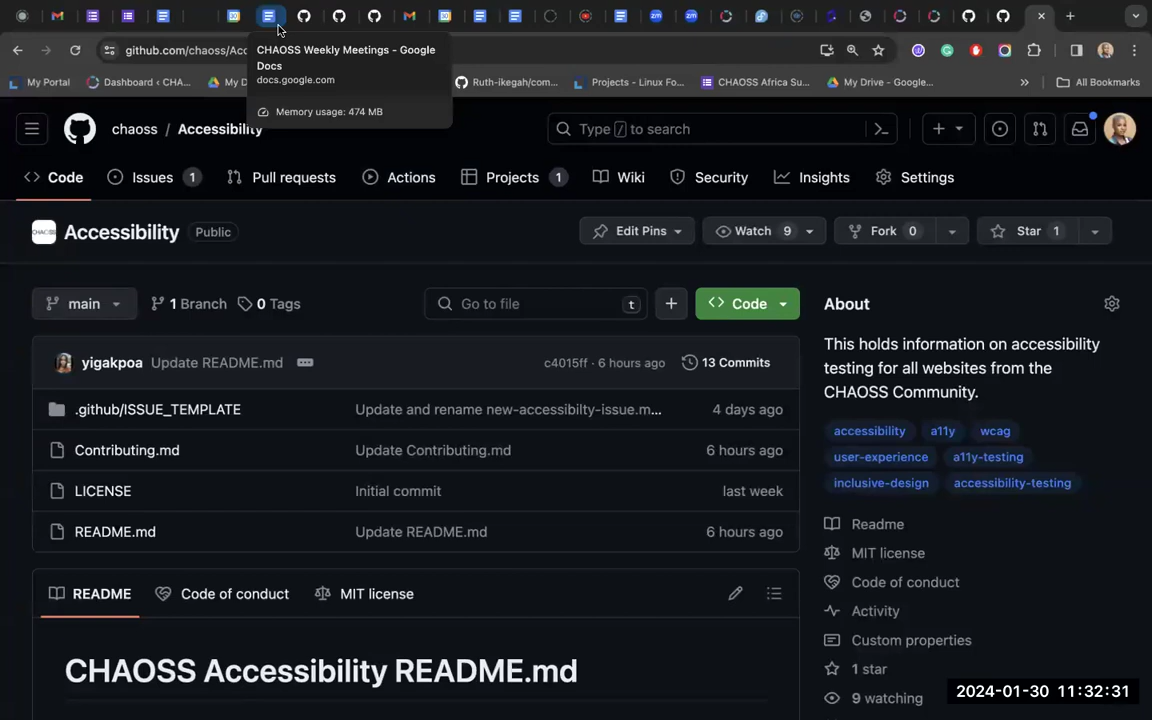 github.com/chaoss/Acc
CHAOSS Weekly Meetings - Google
Docs
docs.google.com
Memory usage: 474 MB
My Portal
Dashboard ‹ CHA...
My D
Ruth-ikegah/com...
Projects - Linux Fo...
CHAOSS Africa Su...
My Drive - Google...
»
All Bookmarks
chaoss / Accessibility
Type / to search
Code
Issues 1
Pull requests
Actions
Projects 1
Wiki
Security
Insights
Settings
CHAOSS
Accessibility
Public
Edit Pins
Watch 9
Fork 0
Star 1
main
1 Branch
0 Tags
Go to file
t
Code
About
This holds information on accessibility
testing for all websites from the
CHAOSS Community.
yigakpoa Update README.md
c4015ff · 6 hours ago
13 Commits
.github/ISSUE_TEMPLATE
Update and rename new-accessibilty-issue.m...
4 days ago
Contributing.md
Update Contributing.md
6 hours ago
LICENSE
Initial commit
last week
README.md
Update README.md
6 hours ago
accessibility
a11y
wcag
user-experience
a11y-testing
inclusive-design
accessibility-testing
Readme
MIT license
Code of conduct
Activity
Custom properties
1 star
9 watching
README
Code of conduct
MIT license
CHAOSS Accessibility README.md
2024-01-30 11:32:31